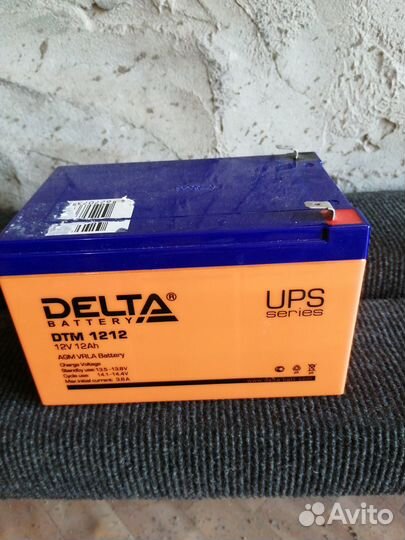 DELTA®
BATTERY
DTM 1212
12V 12Ah
AGM VRLA Battery
Charge Voltage
Standby use: 13.5-13.8V
Cycle use: 14.1-14.4V
Max initial current: 3.6A
UPS
series
Avito